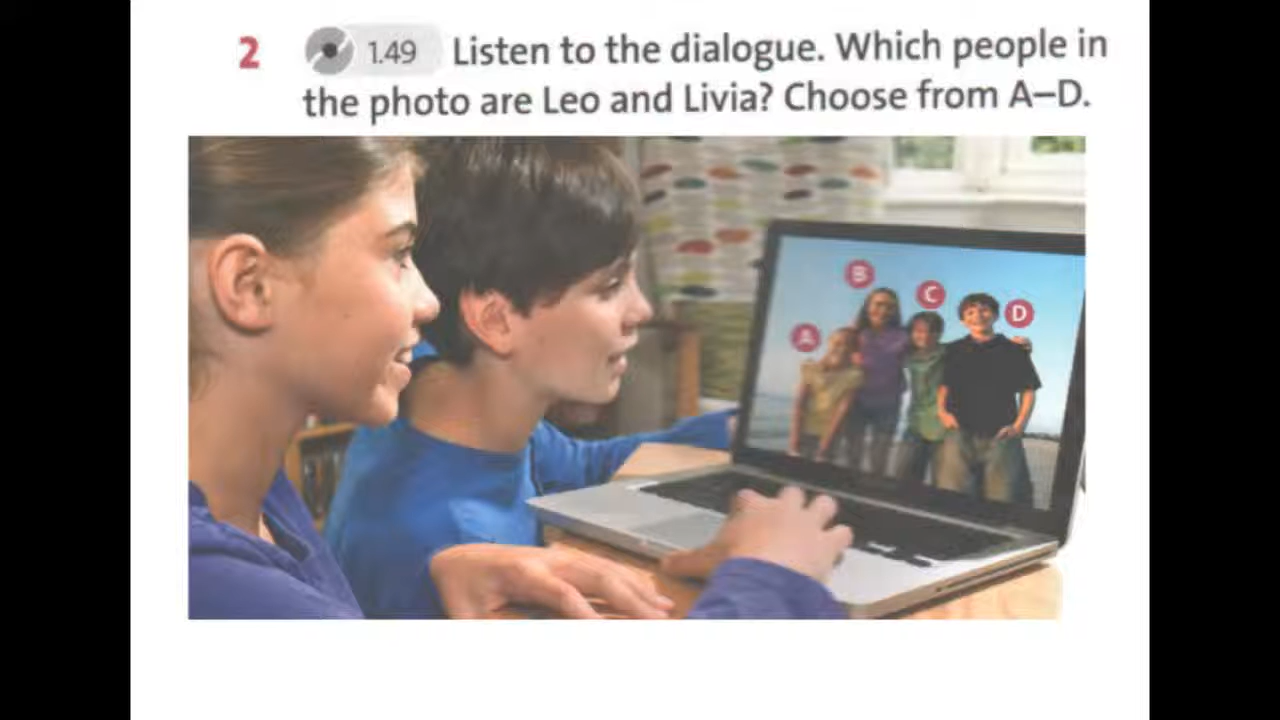 2 1.49 Listen to the dialogue. Which people in
the photo are Leo and Livia? Choose from A–D.
B
C
D
A